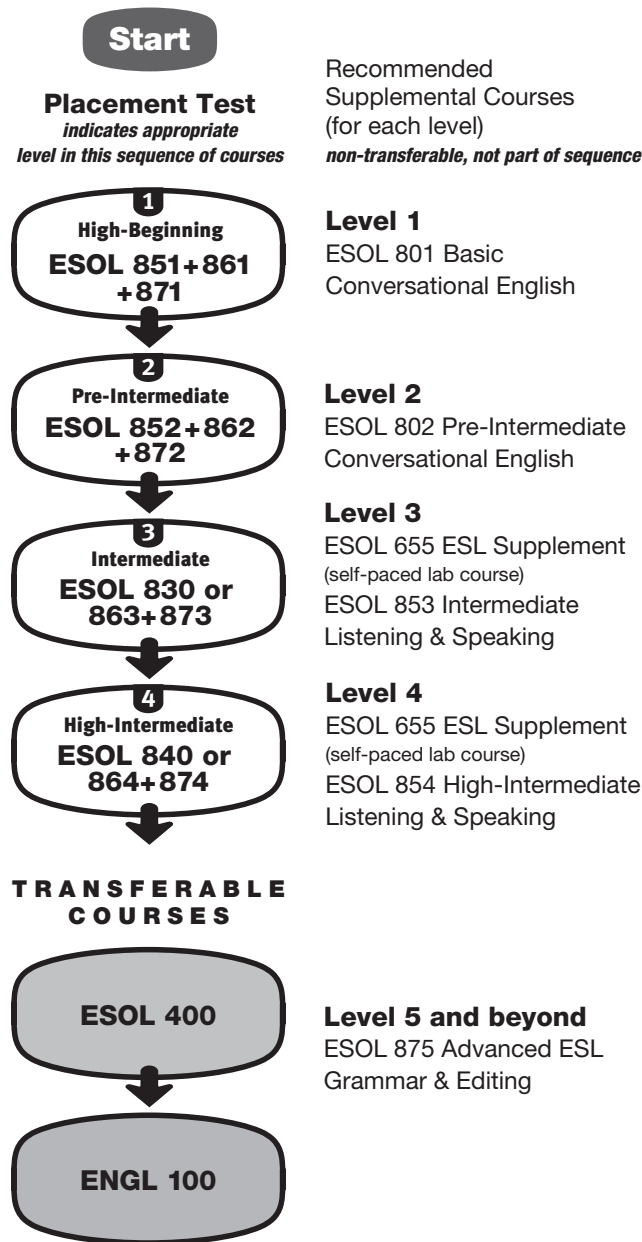 Start
Placement Test
indicates appropriate
level in this sequence of courses
Recommended
Supplemental Courses
(for each level)
non-transferable, not part of sequence
1
High-Beginning
ESOL 851+861
+871
Level 1
ESOL 801 Basic
Conversational English
2
Pre-Intermediate
ESOL 852+862
+872
Level 2
ESOL 802 Pre-Intermediate
Conversational English
3
Intermediate
ESOL 830 or
863+873
Level 3
ESOL 655 ESL Supplement
(self-paced lab course)
ESOL 853 Intermediate
Listening & Speaking
4
High-Intermediate
ESOL 840 or
864+874
Level 4
ESOL 655 ESL Supplement
(self-paced lab course)
ESOL 854 High-Intermediate
Listening & Speaking
TRANSFERABLE
COURSES
ESOL 400
Level 5 and beyond
ESOL 875 Advanced ESL
Grammar & Editing
ENGL 100